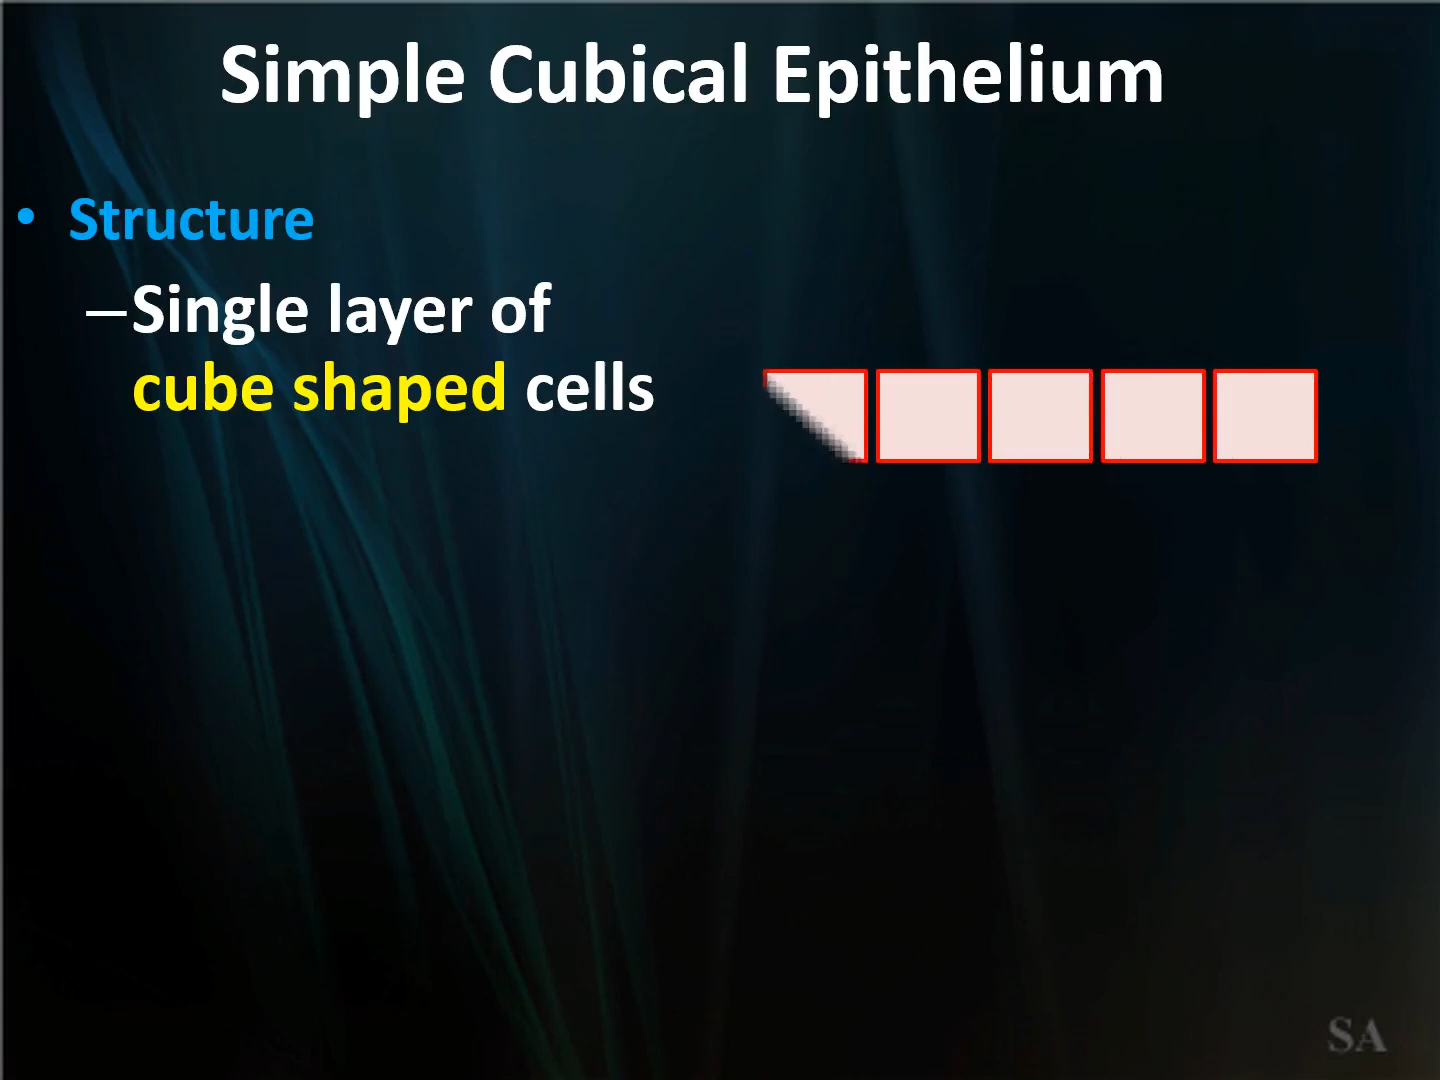 Simple Cubical Epithelium
• Structure
–Single layer of
cube shaped cells
SA